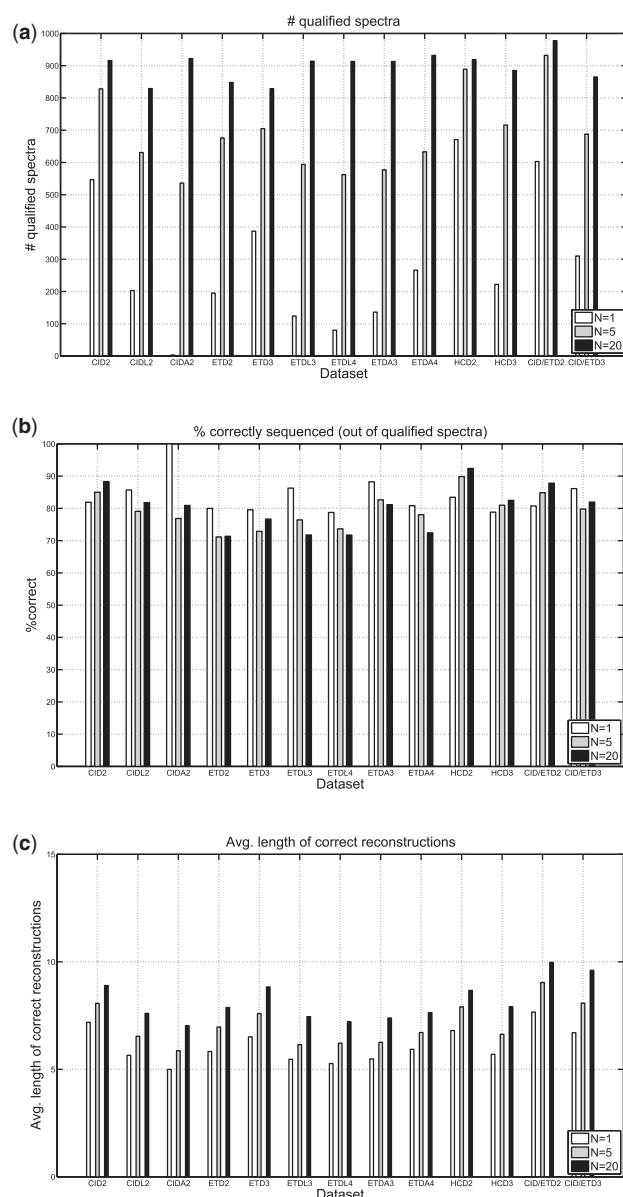 (a)
# qualified spectra
# qualified spectra
1000
900
800
700
600
500
400
300
200
100
0
CID2 CIDL2 CIDA2 ETD2 ETD3 ETDL3 ETDL4 ETDA3 ETDA4 HCD2 HCD3 CID/ETD2 CID/ETD3
Dataset
N=1
N=5
N=20
(b)
% correctly sequenced (out of qualified spectra)
%correct
100
90
80
70
60
50
40
30
20
10
0
CID2 CIDL2 CIDA2 ETD2 ETD3 ETDL3 ETDL4 ETDA3 ETDA4 HCD2 HCD3 CID/ETD2 CID/ETD3
Dataset
N=1
N=5
N=20
(c)
Avg. length of correct reconstructions
Avg. length of correct reconstructions
15
10
5
CID2 CIDL2 CIDA2 ETD2 ETD3 ETDL3 ETDL4 ETDA3 ETDA4 HCD2 HCD3 CID/ETD2 CID/ETD3
Dataset
N=1
N=5
N=20